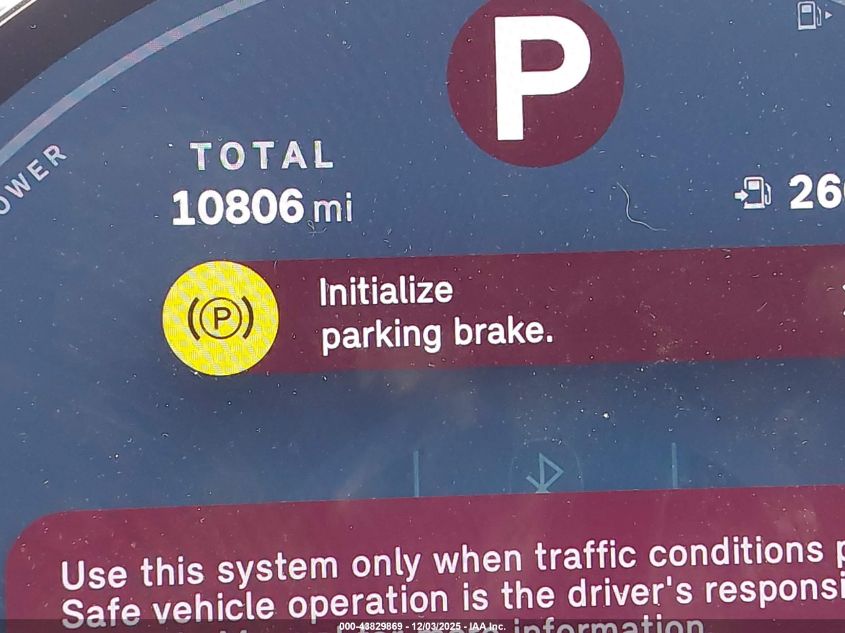 P
OWER
TOTAL
10806 mi
26
P
Initialize
parking brake.
Use this system only when traffic conditions
Safe vehicle operation is the driver's
information
000-43829869 - 12/03/2025 - IAA Inc.